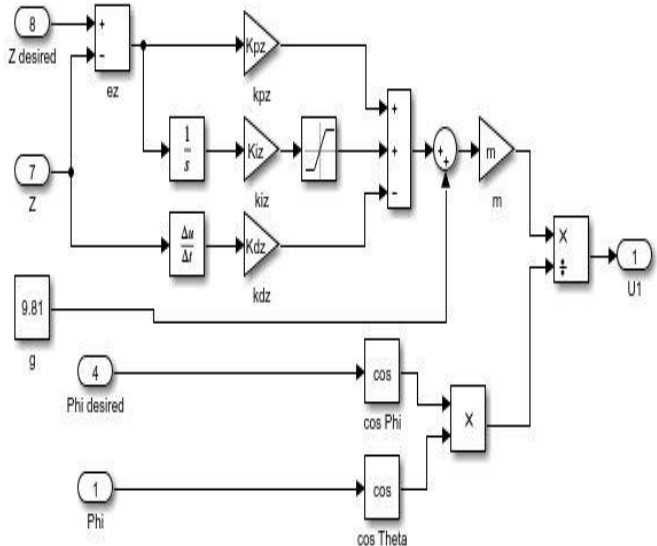 8
Z desired
+
−
ez
Kpz
kpz
1
s
Kiz
kiz
7
Z
Δu
Δt
Kdz
kdz
+
+
−
+
+
m
m
9.81
g
×
÷
1
U1
4
Phi desired
cos
cos Phi
×
1
Phi
cos
cos Theta